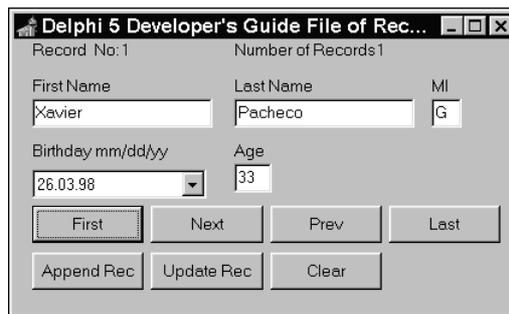 Delphi 5 Developer's Guide File of Rec...
Record No:1 Number of Records1
First Name Last Name MI
Xavier Pacheco G
Birthday mm/dd/yy Age
26.03.98 33
First Next Prev Last
Append Rec Update Rec Clear